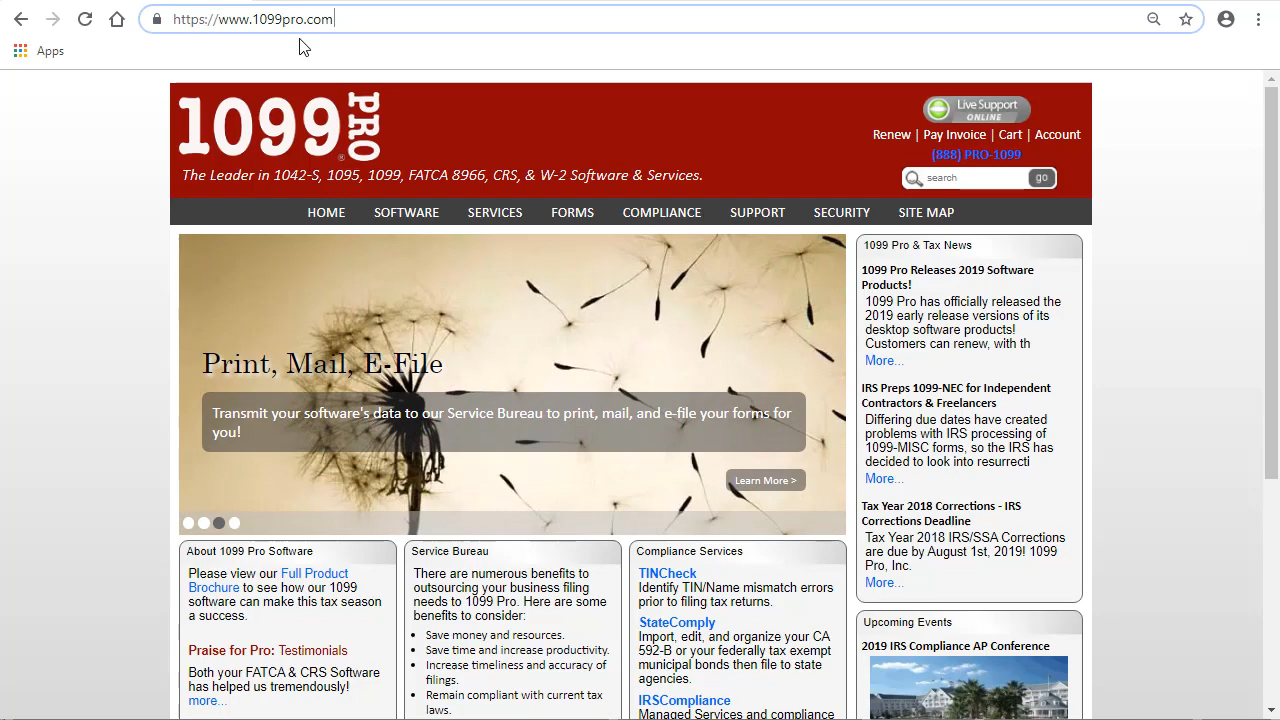 https://www.1099pro.com
Apps
1099 PRO
Live Support
ONLINE
Renew | Pay Invoice | Cart | Account
(888) PRO-1099
The Leader in 1042-S, 1095, 1099, FATCA 8966, CRS, & W-2 Software & Services.
search
go
HOME SOFTWARE SERVICES FORMS COMPLIANCE SUPPORT SECURITY SITE MAP
Print, Mail, E-File
Transmit your software's data to our Service Bureau to print, mail, and e-file your forms for
you!
Learn More >
1099 Pro & Tax News
1099 Pro Releases 2019 Software
Products!
1099 Pro has officially released the
2019 early release versions of its
desktop software products!
Customers can renew, with th
More...
IRS Preps 1099-NEC for Independent
Contractors & Freelancers
Differing due dates have created
problems with IRS processing of
1099-MISC forms, so the IRS has
decided to look into resurrecti
More...
Tax Year 2018 Corrections - IRS
Corrections Deadline
Tax Year 2018 IRS/SSA Corrections
are due by August 1st, 2019! 1099
Pro, Inc.
More...
About 1099 Pro Software
Please view our Full Product
Brochure to see how our 1099
software can make this tax season
a success.
Praise for Pro: Testimonials
Both your FATCA & CRS Software
has helped us tremendously!
more...
Service Bureau
There are numerous benefits to
outsourcing your business filing
needs to 1099 Pro. Here are some
benefits to consider:
• Save money and resources.
• Save time and increase productivity.
• Increase timeliness and accuracy of
filings.
• Remain compliant with current tax
laws.
Compliance Services
TINCheck
Identify TIN/Name mismatch errors
prior to filing tax returns.
StateComply
Import, edit, and organize your CA
592-B or your federally tax exempt
municipal bonds then file to state
agencies.
IRSCompliance
Managed Services and compliance
Upcoming Events
2019 IRS Compliance AP Conference